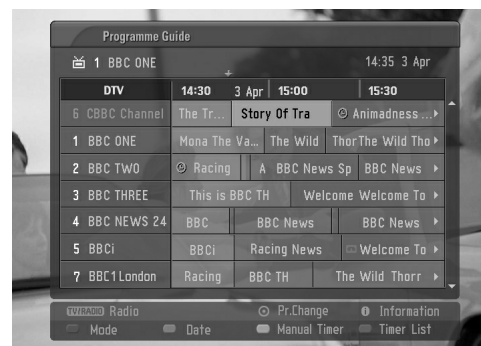 Programme Guide
1 BBC ONE 14:35 3 Apr
DTV 14:30 3 Apr 15:00 15:30
6 CBBC Channel The Tr... Story Of Tra Animadness ...
1 BBC ONE Mona The Va... The Wild Thor The Wild Tho
2 BBC TWO Racing A BBC News Sp BBC News
3 BBC THREE This is BBC TH Welcome Welcome To
4 BBC NEWS 24 BBC BBC News BBC News
5 BBCi BBCi Racing News Welcome To
7 BBC1 London Racing BBC TH The Wild Thorr
TV/RADIO Radio Pr.Change Information
Mode Date Manual Timer Timer List